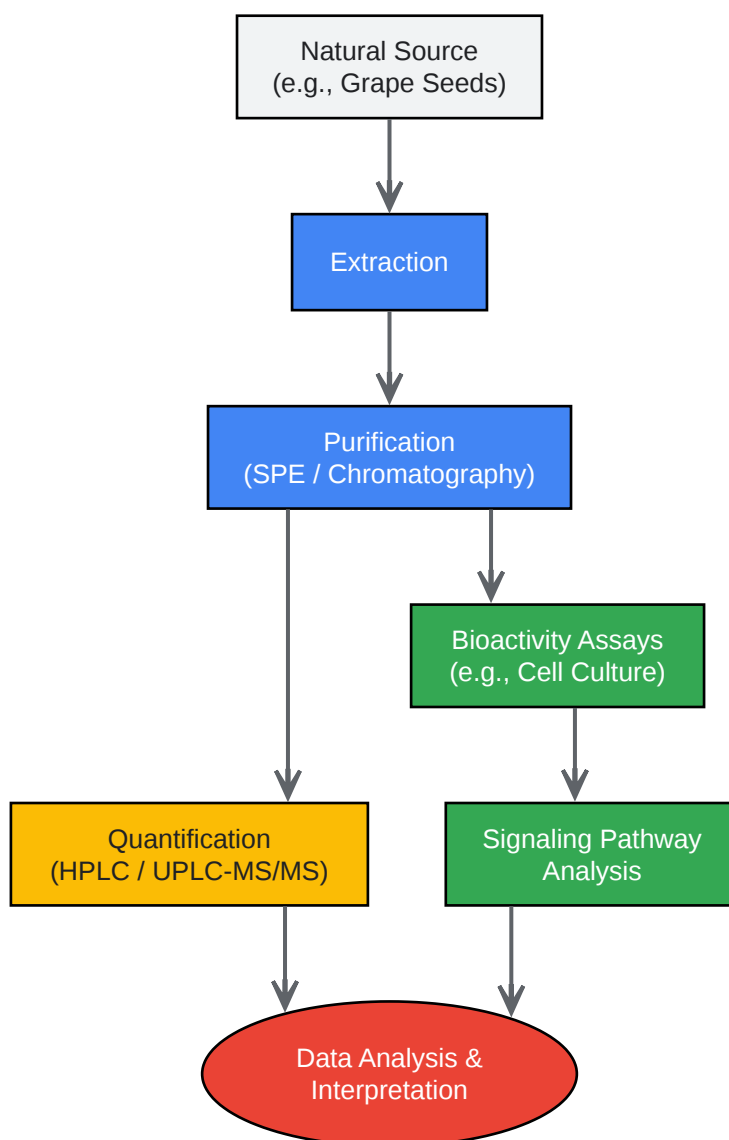 Natural Source
(e.g., Grape Seeds)
Extraction
Purification
(SPE / Chromatography)
Bioactivity Assays
(e.g., Cell Culture)
Quantification
(HPLC / UPLC-MS/MS)
Signaling Pathway
Analysis
Data Analysis &
Interpretation